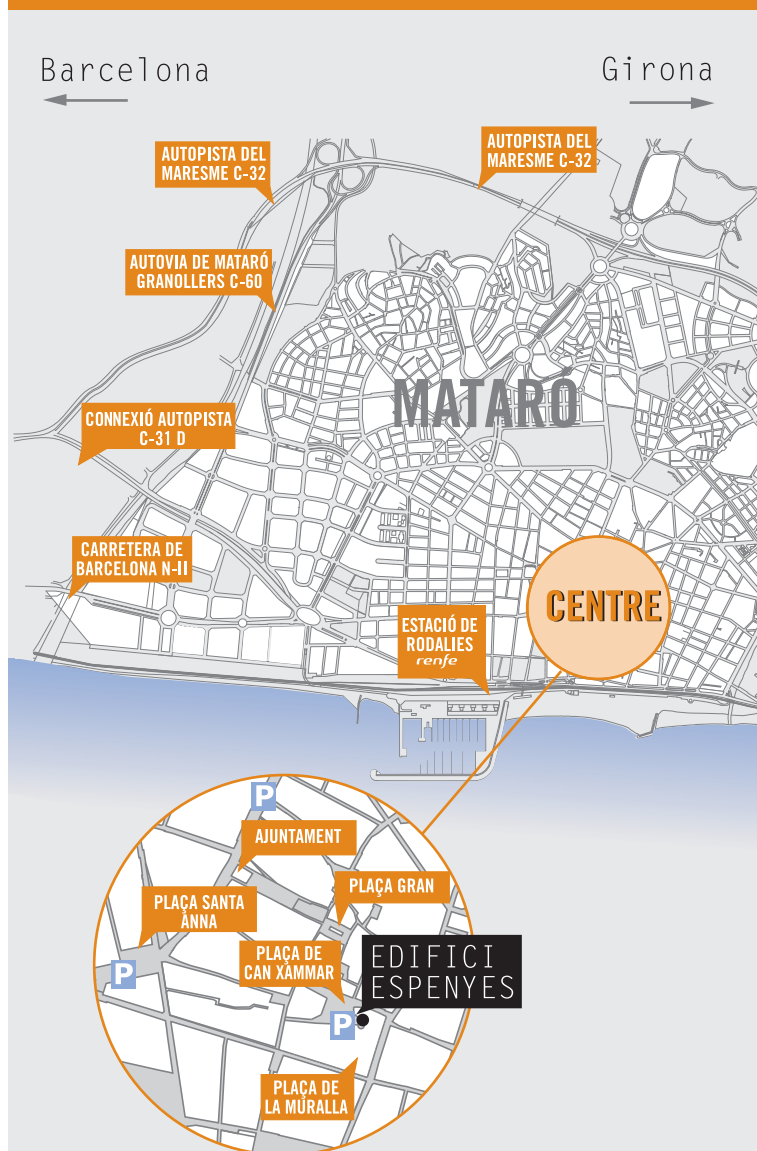 Barcelona
Girona
AUTOPISTA DEL
MARESME C-32
AUTOPISTA DEL
MARESME C-32
AUTOVIA DE MATARÓ
GRANOLLERS C-60
MATARÓ
CONNEXIÓ AUTOPISTA
C-31 D
CARRETERA DE
BARCELONA N-II
CENTRE
ESTACIÓ DE
RODALIES
renfe
P
AJUNTAMENT
PLAÇA GRAN
PLAÇA SANTA
ANNA
P
PLAÇA DE
CAN XAMMAR
EDIFICI
ESPENYES
P
PLAÇA DE
LA MURALLA